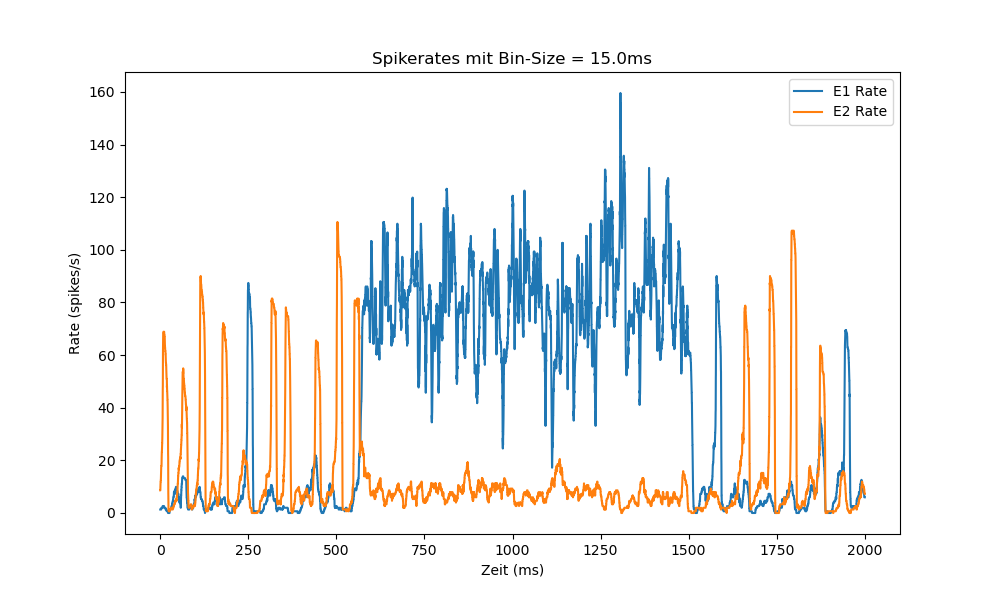 Spikerates mit Bin-Size = 15.0ms
E1 Rate
E2 Rate
Rate (spikes/s)
160
140
120
100
80
60
40
20
0
0 250 500 750 1000 1250 1500 1750 2000
Zeit (ms)